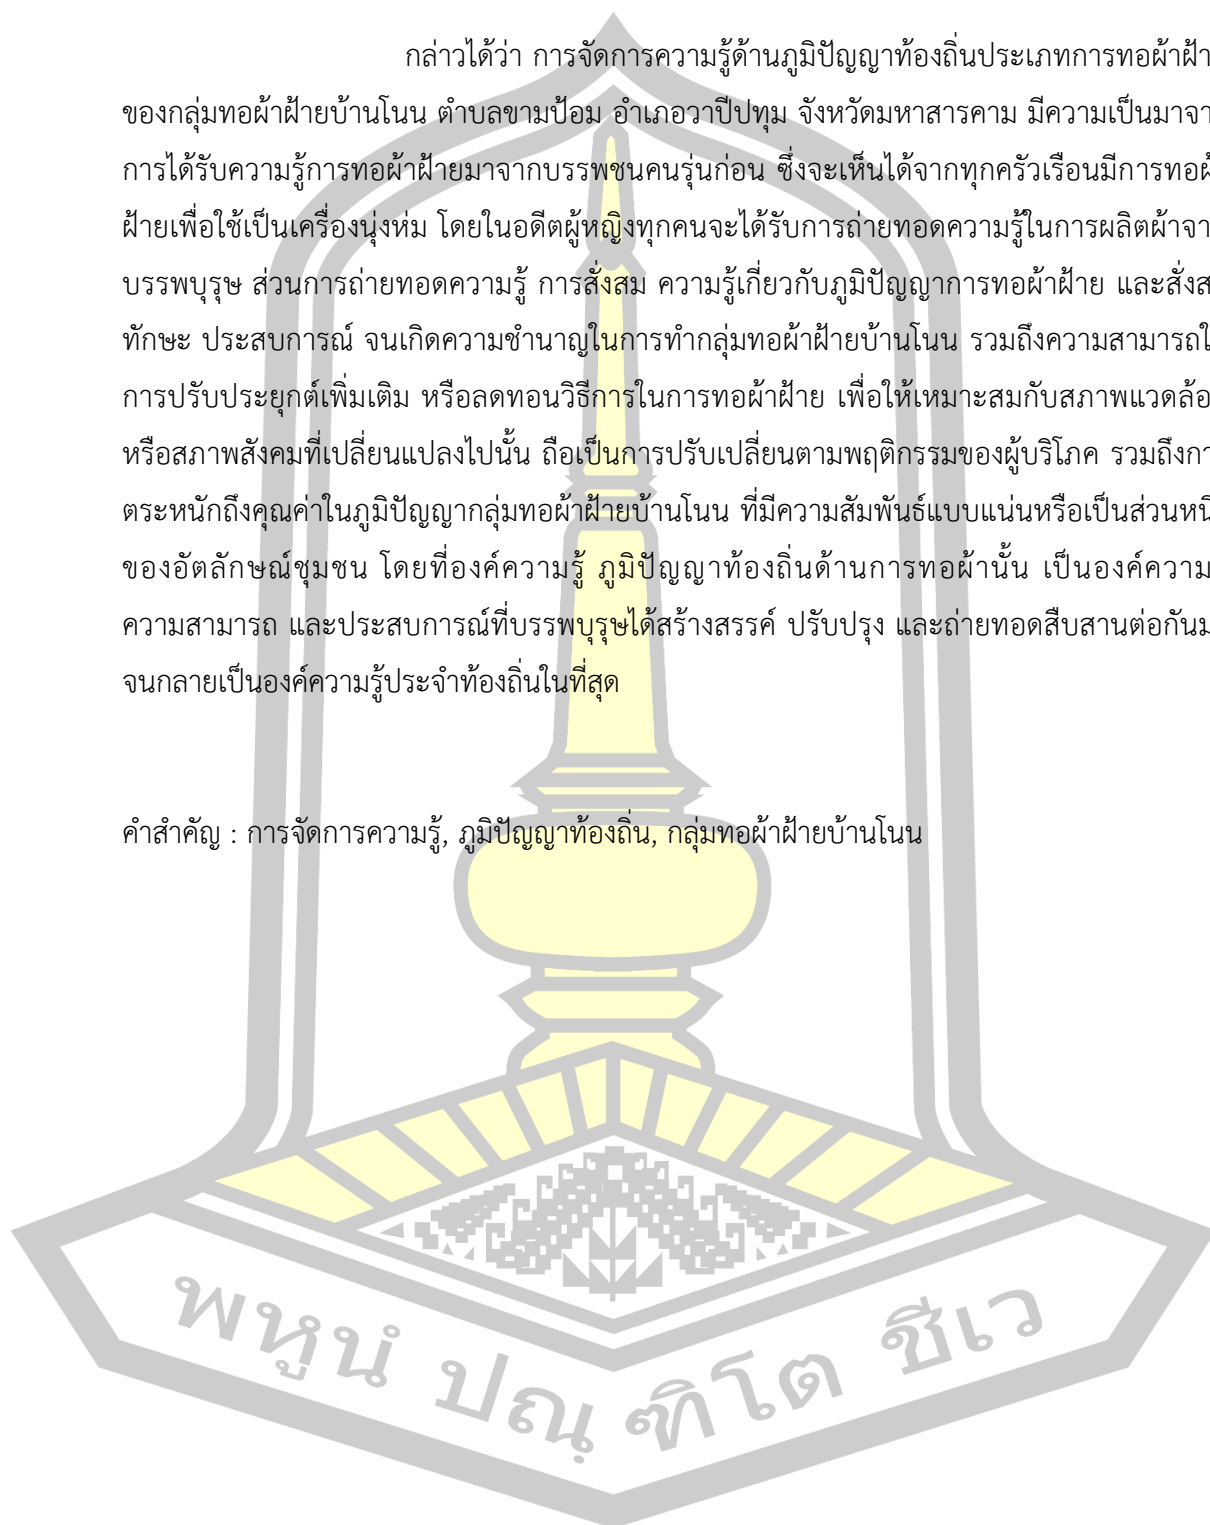 กล่าวได้ว่า การจัดการความรู้ด้านภูมิปัญญาท้องถิ่นประเภทการทอผ้าฝ้า
ของกลุ่มทอผ้าฝ้ายบ้านโนน ตำบลขามป้อม อำเภอวาปีปทุม จังหวัดมหาสารคาม มีความเป็นมาจา
การได้รับความรู้การทอผ้าฝ้ายมาจากบรรพชนคนรุ่นก่อน ซึ่งจะเห็นได้จากทุกครัวเรือนมีการทอผ้
ฝ้ายเพื่อใช้เป็นเครื่องนุ่งห่ม โดยในอดีตผู้หญิงทุกคนจะได้รับการถ่ายทอดความรู้ในการผลิตผ้าจา
บรรพบุรุษ ส่วนการถ่ายทอดความรู้ การสั่งสม ความรู้เกี่ยวกับภูมิปัญญาการทอผ้าฝ้าย และสั่งส
ทักษะ ประสบการณ์ จนเกิดความชำนาญในการทำกลุ่มทอผ้าฝ้ายบ้านโนน รวมถึงความสามารถใ
การปรับประยุกต์เพิ่มเติม หรือลดทอนวิธีการในการทอผ้าฝ้าย เพื่อให้เหมาะสมกับสภาพแวดล้อ
หรือสภาพสังคมที่เปลี่ยนแปลงไปนั้น ถือเป็นการปรับเปลี่ยนตามพฤติกรรมของผู้บริโภค รวมถึงกา
ตระหนักถึงคุณค่าในภูมิปัญญากลุ่มทอผ้าฝ้ายบ้านโนน ที่มีความสัมพันธ์แบบแน่นหรือเป็นส่วนหนึ
ของอัตลักษณ์ชุมชน โดยที่องค์ความรู้ ภูมิปัญญาท้องถิ่นด้านการทอผ้านั้น เป็นองค์ความ
ความสามารถ และประสบการณ์ที่บรรพบุรุษได้สร้างสรรค์ ปรับปรุง และถ่ายทอดสืบสานต่อกันม
จนกลายเป็นองค์ความรู้ประจำท้องถิ่นในที่สุด
คำสำคัญ : การจัดการความรู้, ภูมิปัญญาท้องถิ่น, กลุ่มทอผ้าฝ้ายบ้านโนน
พหูนํ ปณฺฑิโต ชีเว